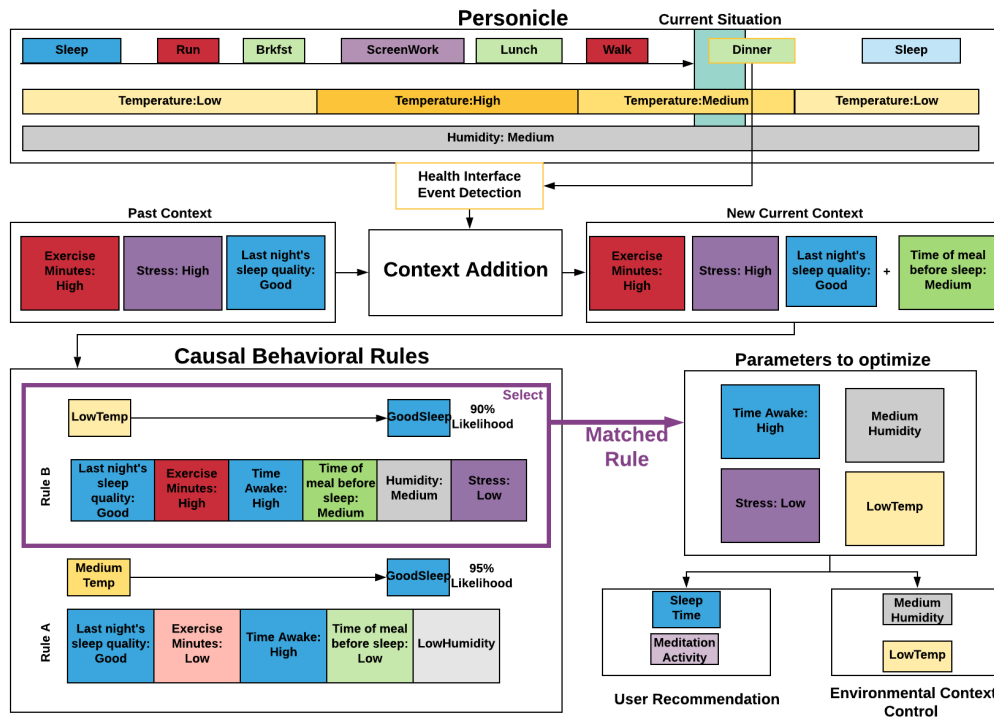 Personicle
Current Situation
Sleep
Run
Brkfst
ScreenWork
Lunch
Walk
Dinner
Sleep
Temperature:Low
Temperature:High
Temperature:Medium
Temperature:Low
Humidity: Medium
Health Interface
Event Detection
Past Context
New Current Context
Exercise
Minutes:
High
Stress: High
Last night's
sleep quality:
Good
Context Addition
Exercise
Minutes:
High
Stress: High
Last night's
sleep quality:
Good
+
Time of meal
before sleep:
Medium
Causal Behavioral Rules
Parameters to optimize
Select
LowTemp
GoodSleep
90%
Likelihood
Rule B
Last night's
sleep
quality:
Good
Exercise
Minutes:
High
Time
Awake:
High
Time of
meal before
sleep:
Medium
Humidity:
Medium
Stress:
Low
Matched
Rule
Time Awake:
High
Medium
Humidity
Stress: Low
LowTemp
Medium
Temp
GoodSleep
95%
Likelihood
Rule A
Last night's
sleep quality:
Good
Exercise
Minutes:
Low
Time Awake:
High
Time of meal
before sleep:
Low
LowHumidity
Sleep
Time
Meditation
Activity
Medium
Humidity
LowTemp
User Recommendation
Environmental Context
Control